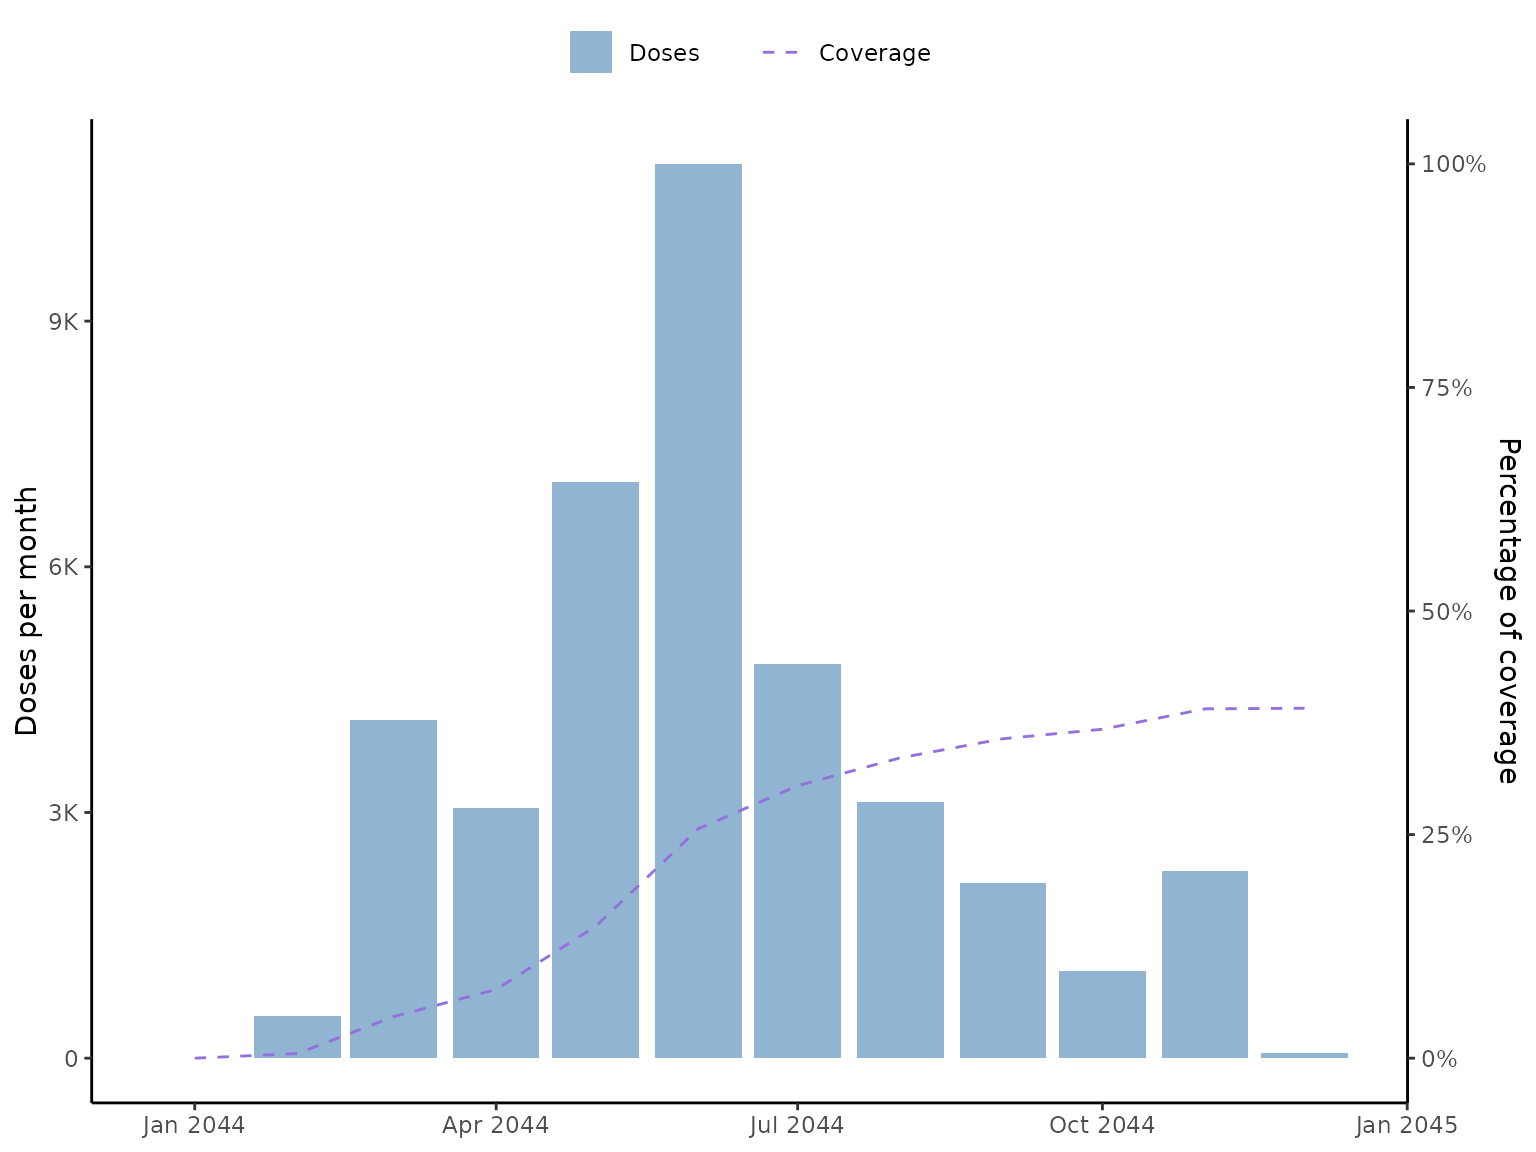 Doses
Coverage
Doses per month
9K
6K
3K
0
100%
75%
50%
25%
0%
Percentage of coverage
Jan 2044
Apr 2044
Jul 2044
Oct 2044
Jan 2045